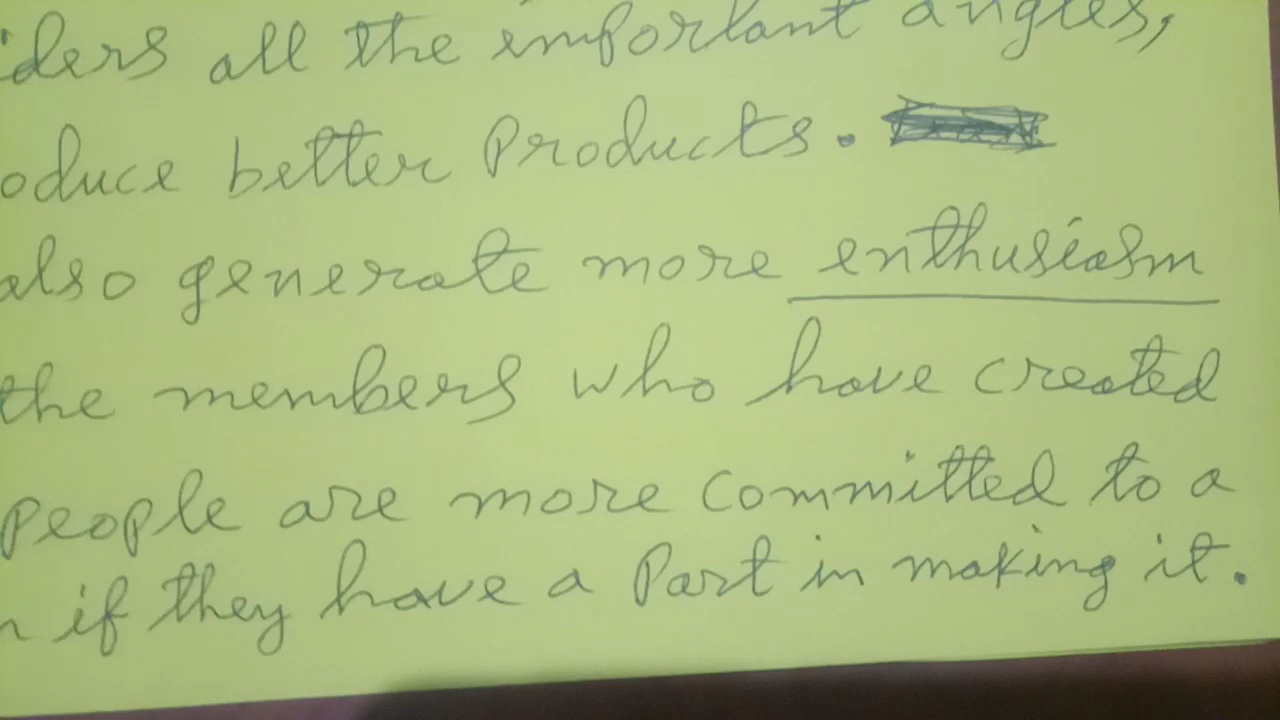 iders all the important angles,
oduce better Products.
also generate more enthusiasm
the members who have created
People are more committed to a
n if they have a Part in making it.